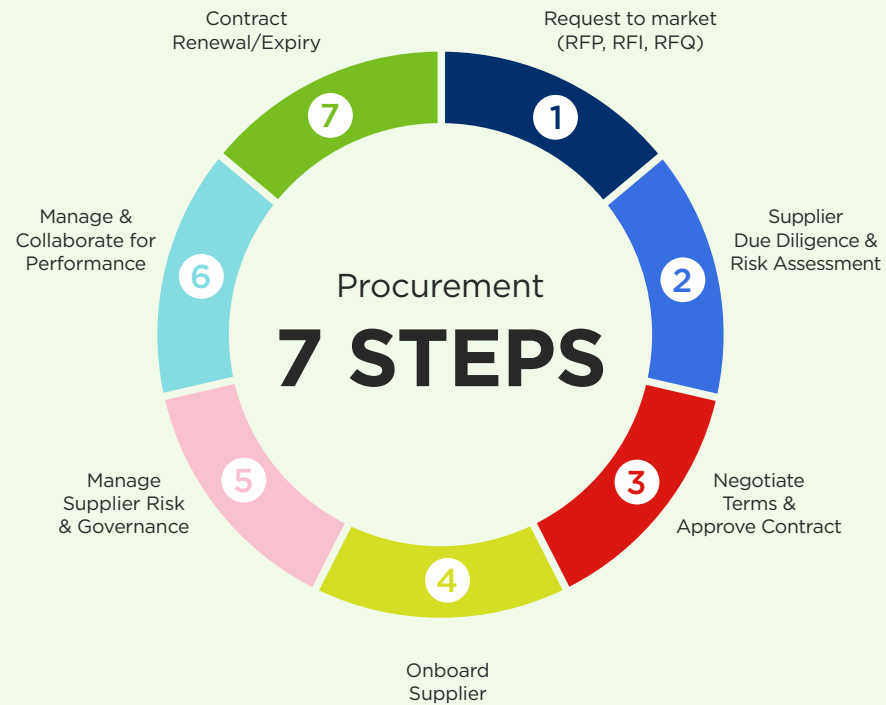 Procurement
7 STEPS
Request to market
(RFP, RFI, RFQ)
1
Supplier
Due Diligence &
Risk Assessment
2
Negotiate
Terms &
Approve Contract
3
Onboard
Supplier
4
Manage
Supplier Risk
& Governance
5
Manage &
Collaborate for
Performance
6
Contract
Renewal/Expiry
7